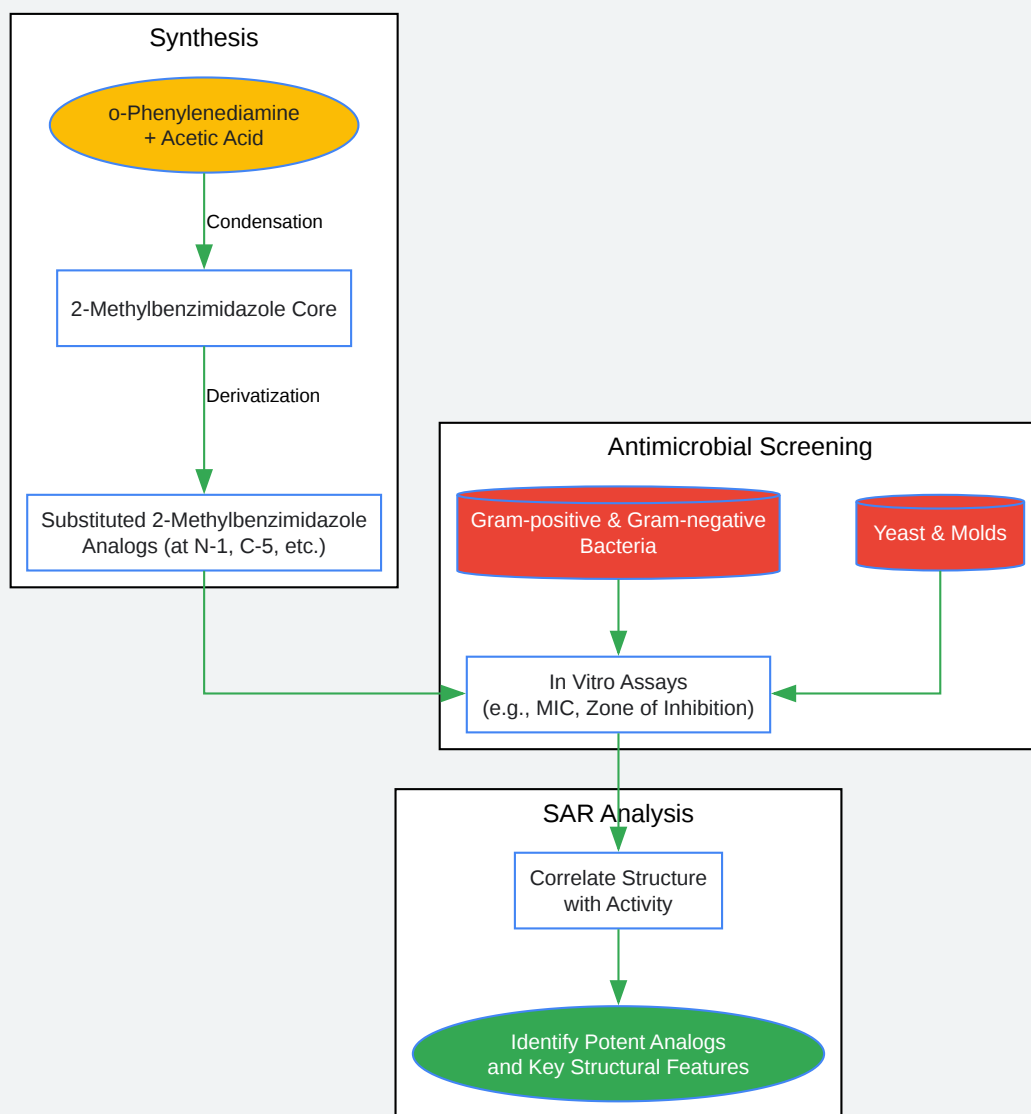 Synthesis
o-Phenylenediamine
+ Acetic Acid
Condensation
2-Methylbenzimidazole Core
Derivatization
Substituted 2-Methylbenzimidazole
Analogs (at N-1, C-5, etc.)
Antimicrobial Screening
Gram-positive & Gram-negative
Bacteria
Yeast & Molds
In Vitro Assays
(e.g., MIC, Zone of Inhibition)
SAR Analysis
Correlate Structure
with Activity
Identify Potent Analogs
and Key Structural Features